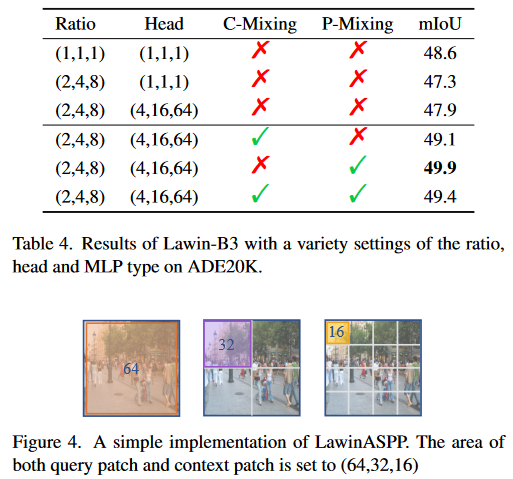 Ratio Head C-Mixing P-Mixing mIoU
(1,1,1) (1,1,1) ✗ ✗ 48.6
(2,4,8) (1,1,1) ✗ ✗ 47.3
(2,4,8) (4,16,64) ✗ ✗ 47.9
(2,4,8) (4,16,64) ✓ ✗ 49.1
(2,4,8) (4,16,64) ✗ ✓ 49.9
(2,4,8) (4,16,64) ✓ ✓ 49.4
Table 4. Results of Lawin-B3 with a variety settings of the ratio,
head and MLP type on ADE20K.
64 32 16
Figure 4. A simple implementation of LawinASPP. The area of
both query patch and context patch is set to (64,32,16)